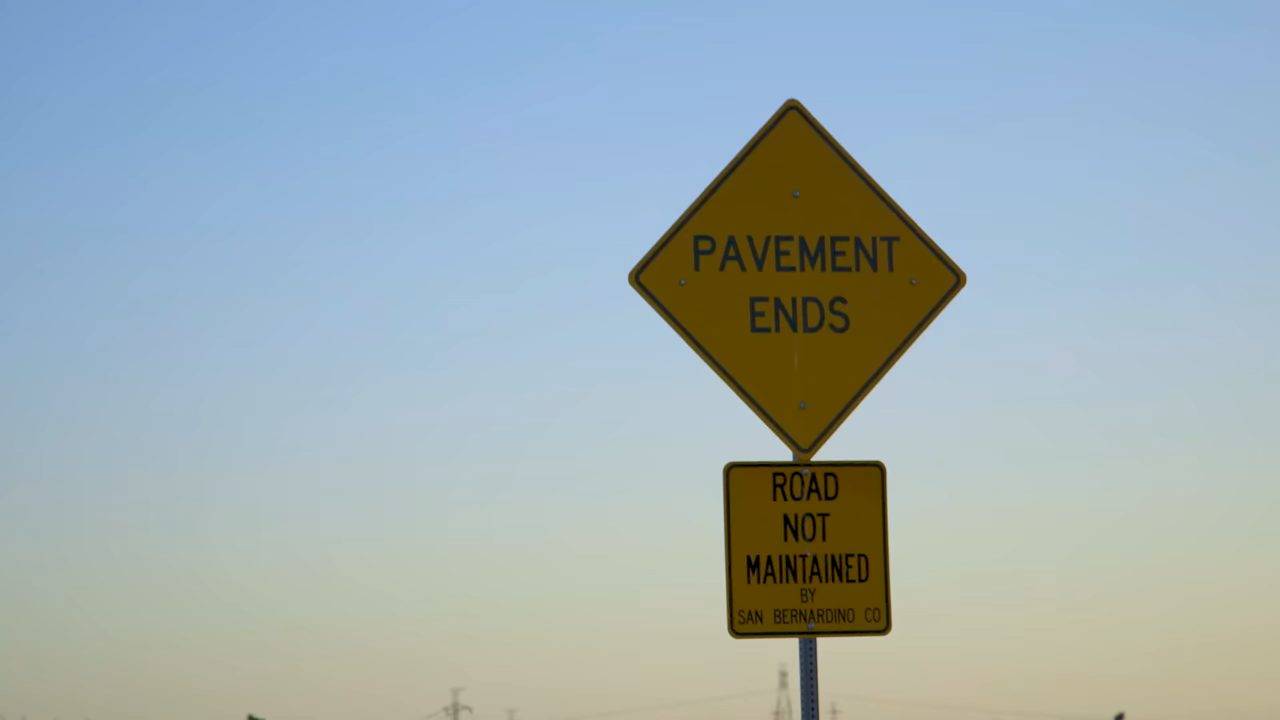 PAVEMENT
ENDS
ROAD
NOT
MAINTAINED
BY
SAN BERNARDINO CO